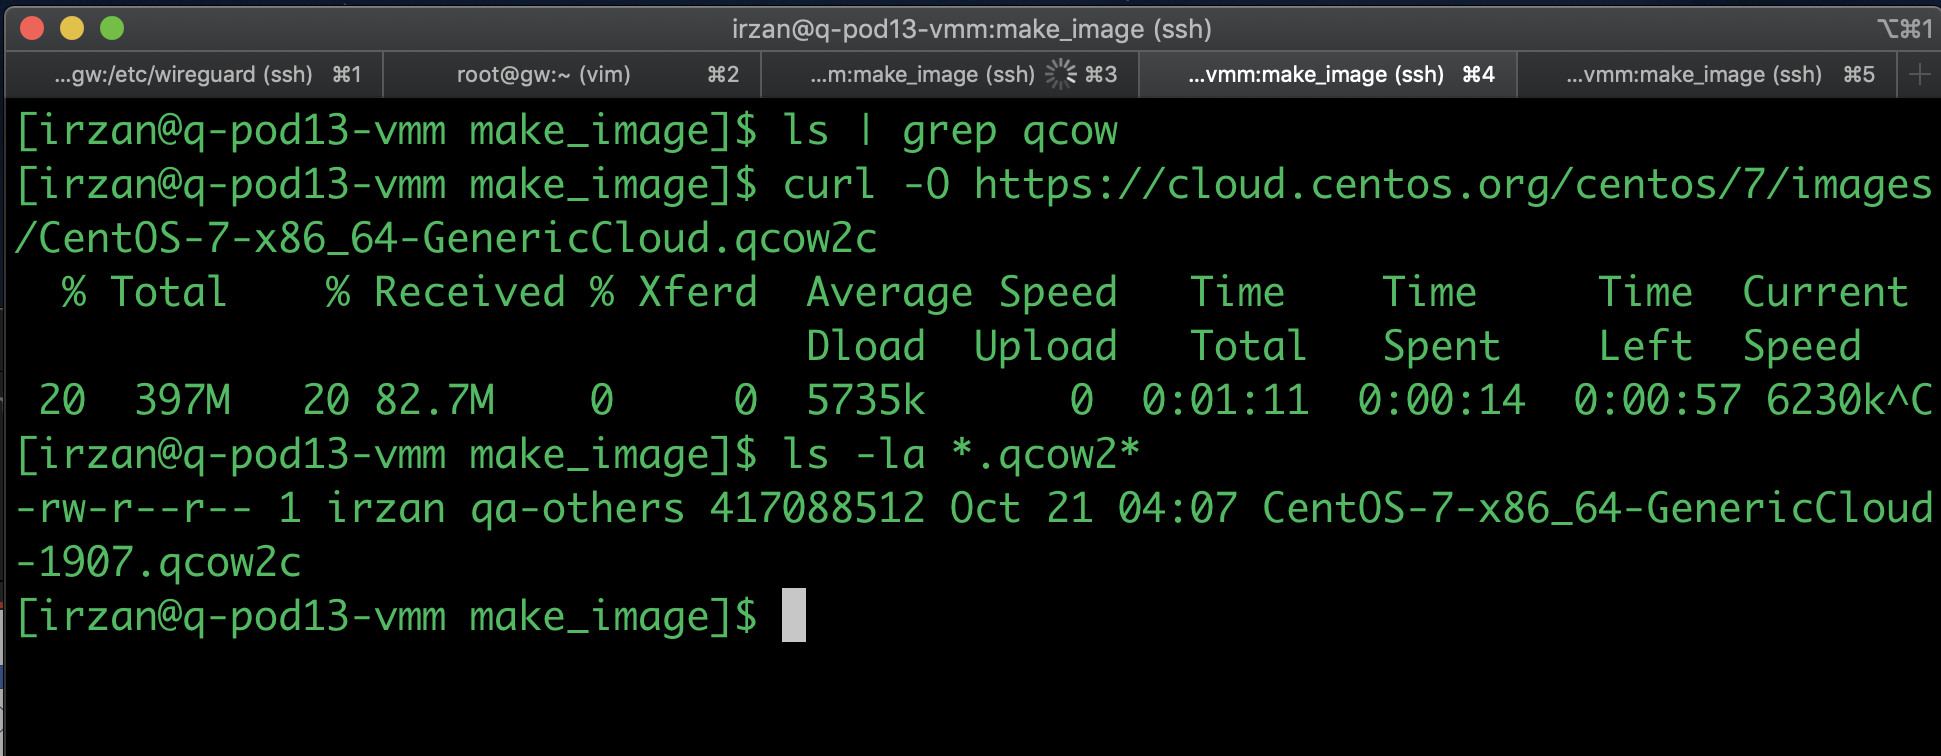 irzan@q-pod13-vmm:make_image (ssh) ⌥⌘1
...gw:/etc/wireguard (ssh) ⌘1 root@gw:~ (vim) ⌘2 ...m:make_image (ssh) ⌘3 ...vmm:make_image (ssh) ⌘4 ...vmm:make_image (ssh) ⌘5 +
[irzan@q-pod13-vmm make_image]$ ls | grep qcow
[irzan@q-pod13-vmm make_image]$ curl -O https://cloud.centos.org/centos/7/images
/CentOS-7-x86_64-GenericCloud.qcow2c
  % Total    % Received % Xferd  Average Speed   Time    Time     Time  Current
                                 Dload  Upload   Total   Spent    Left  Speed
 20  397M   20 82.7M    0     0  5735k      0  0:01:11  0:00:14  0:00:57 6230k^C
[irzan@q-pod13-vmm make_image]$ ls -la *.qcow2*
-rw-r--r-- 1 irzan qa-others 417088512 Oct 21 04:07 CentOS-7-x86_64-GenericCloud
-1907.qcow2c
[irzan@q-pod13-vmm make_image]$